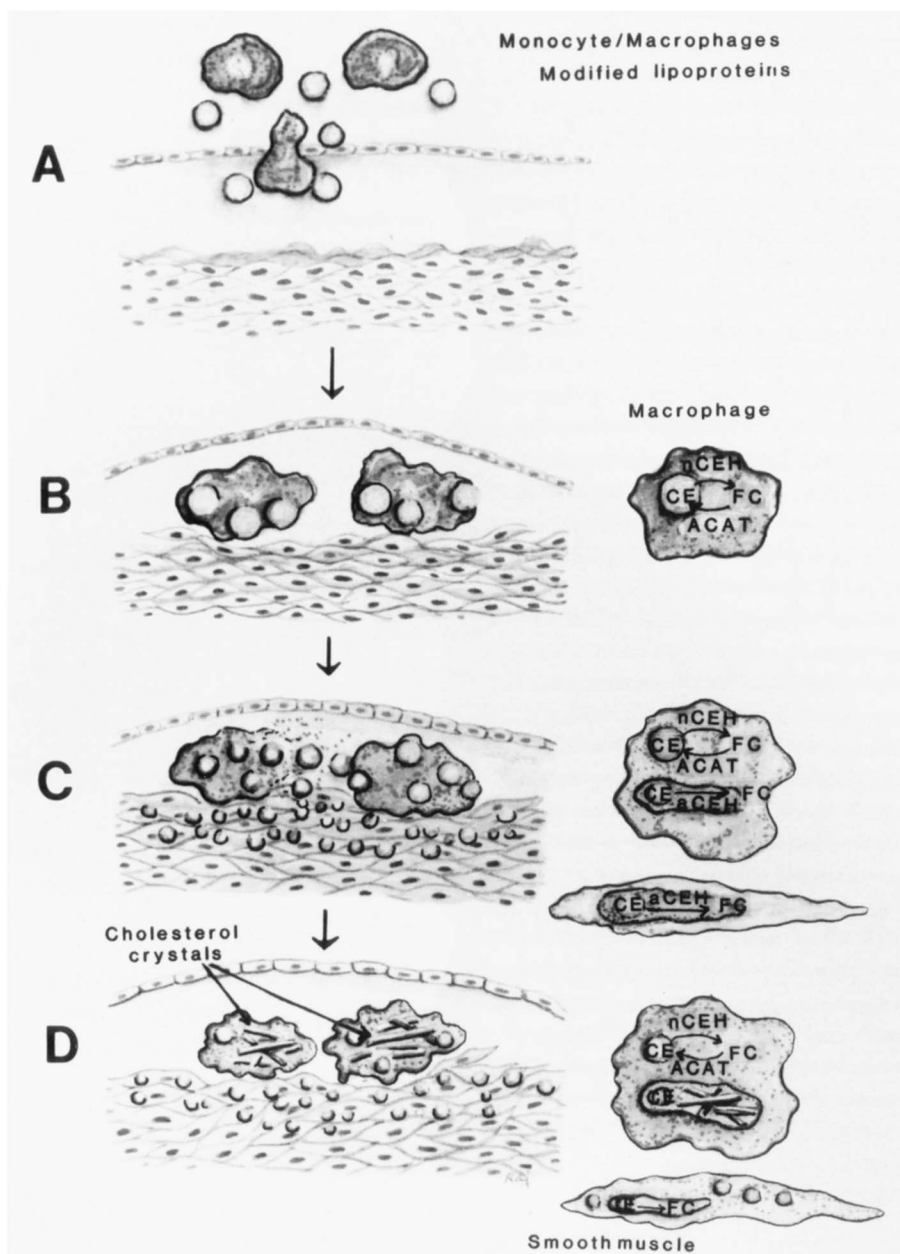 Monocyte/Macrophages
Modified lipoproteins
A
Macrophage
B
nCEH
CE FC
ACAT
C
nCEH
CE FC
ACAT
CE FC
aCEH
CE aCEH FC
Cholesterol
crystals
D
nCEH
CE FC
ACAT
CE
FC
Smooth muscle